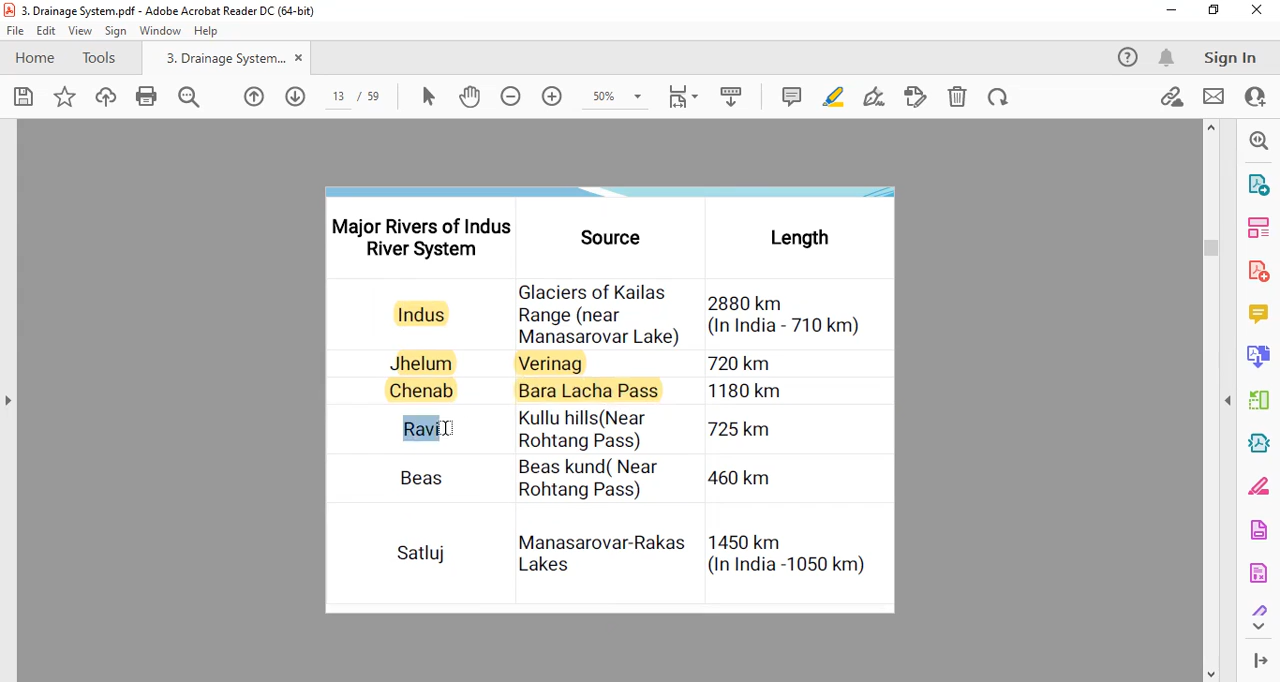 3. Drainage System.pdf - Adobe Acrobat Reader DC (64-bit)
File Edit View Sign Window Help
Home Tools 3. Drainage System... × Sign In
13 / 59 50%
Major Rivers of Indus
River System
Source
Length
Indus
Glaciers of Kailas
Range (near
Manasarovar Lake)
2880 km
(In India - 710 km)
Jhelum Verinag 720 km
Chenab Bara Lacha Pass 1180 km
Ravi
Kullu hills(Near
Rohtang Pass)
725 km
Beas
Beas kund( Near
Rohtang Pass)
460 km
Satluj
Manasarovar-Rakas
Lakes
1450 km
(In India -1050 km)